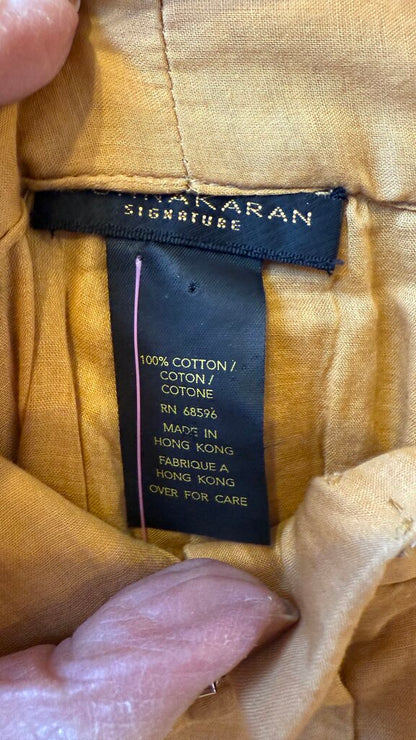 KARAN
SIGNATURE
100% COTTON /
COTON /
COTONE
RN 68596
MADE IN
HONG KONG
FABRIQUE A
HONG KONG
OVER FOR CARE